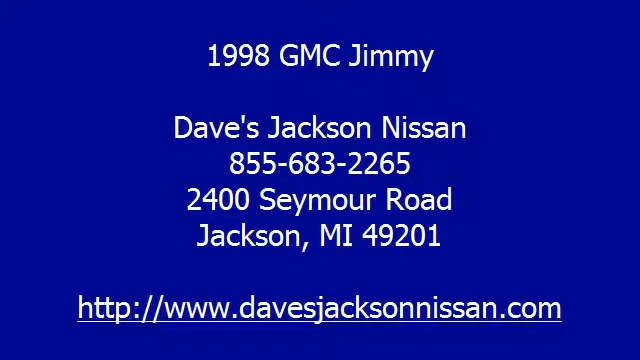 1998 GMC Jimmy
Dave's Jackson Nissan
855-683-2265
2400 Seymour Road
Jackson, MI 49201
http://www.davesjacksonnissan.com